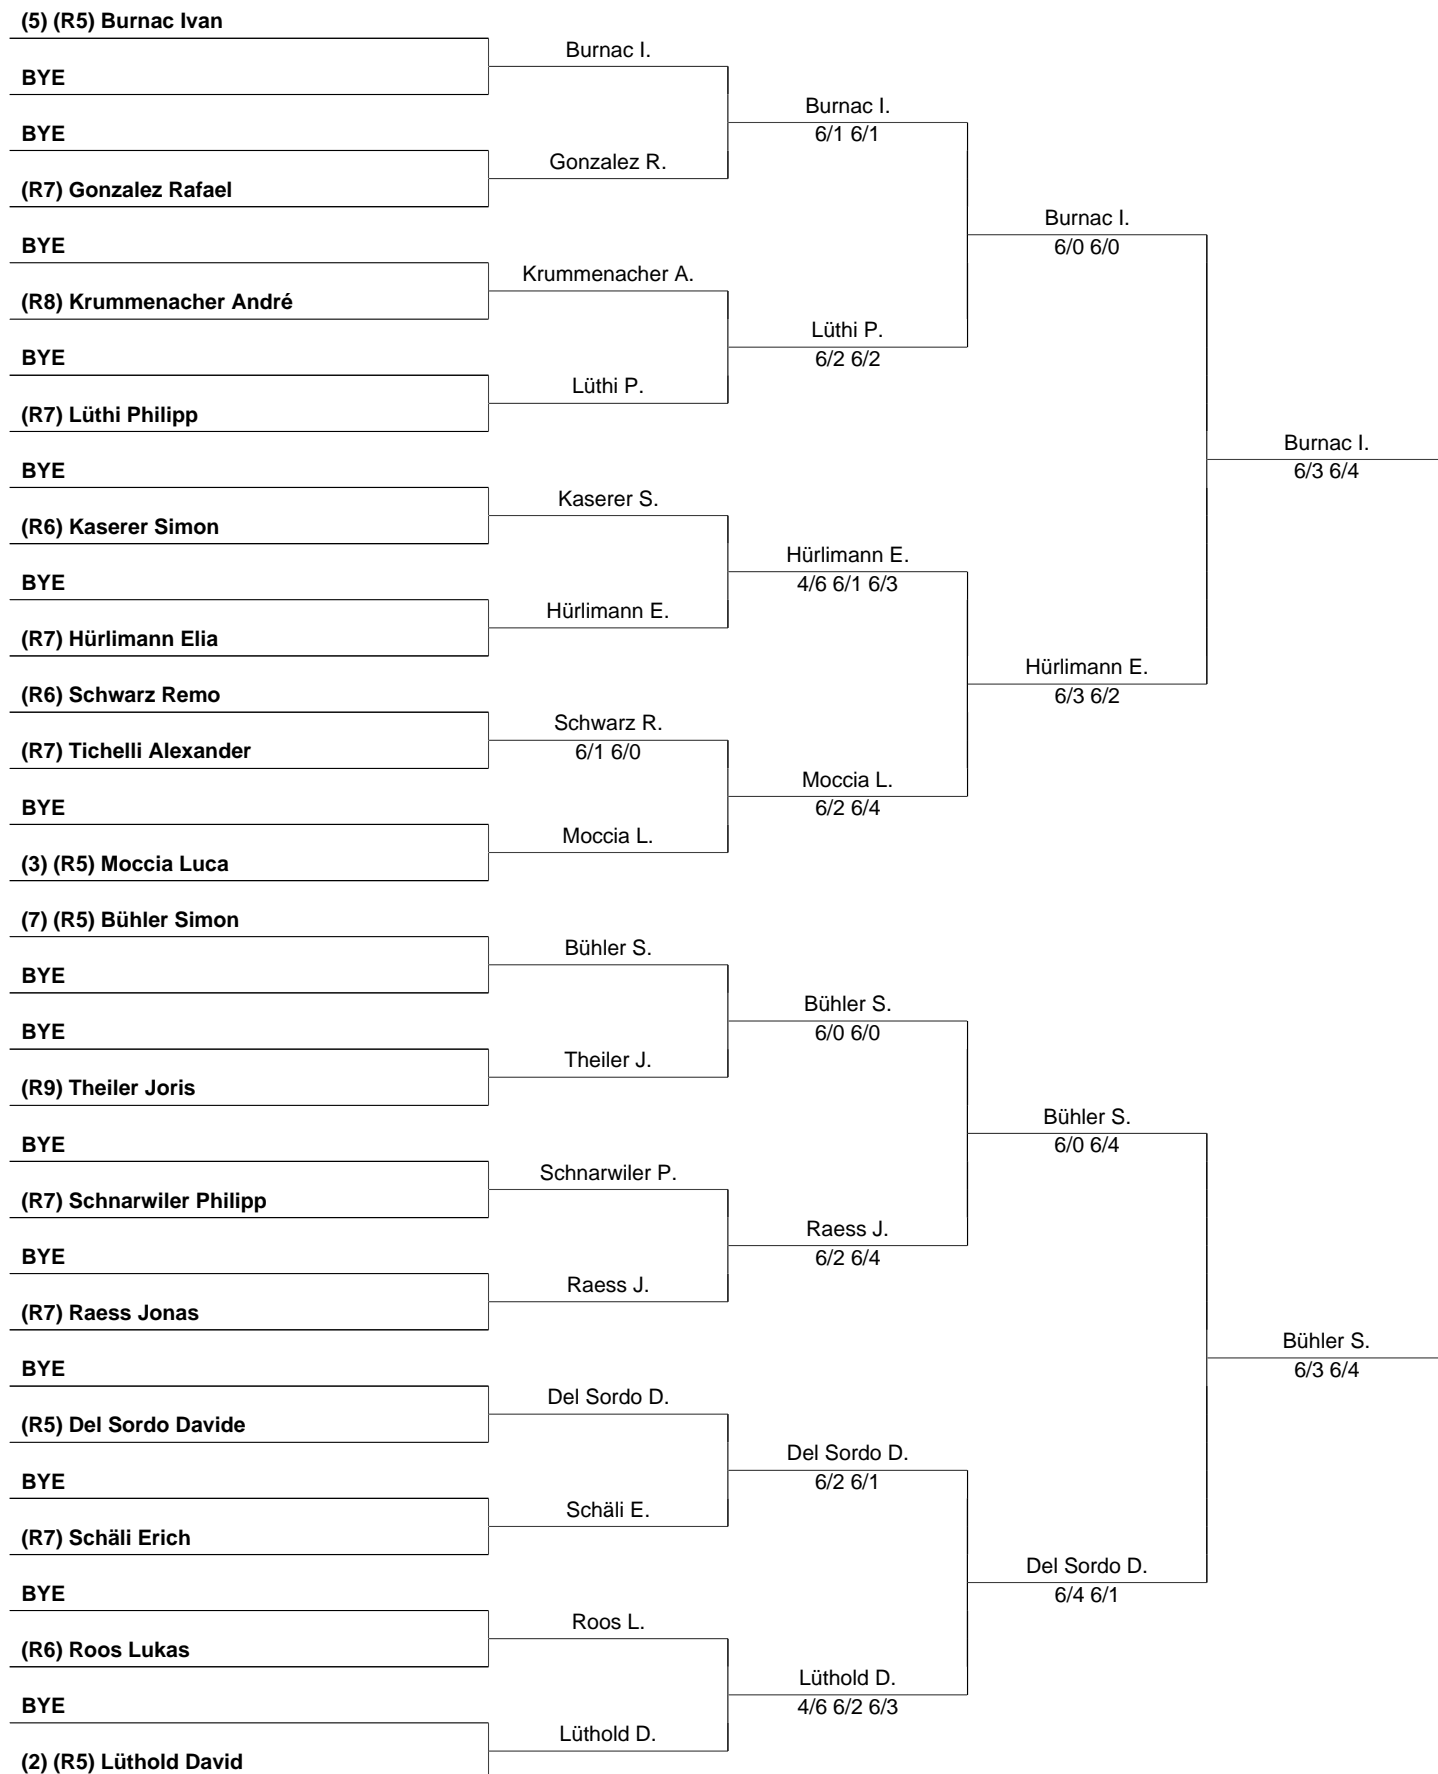 (5) (R5) Burnac Ivan
Burnac I.
BYE
Burnac I.
6/1 6/1
BYE
Gonzalez R.
(R7) Gonzalez Rafael
Burnac I.
6/0 6/0
BYE
Krummenacher A.
(R8) Krummenacher André
Lüthi P.
6/2 6/2
BYE
Lüthi P.
(R7) Lüthi Philipp
Burnac I.
6/3 6/4
BYE
Kaserer S.
(R6) Kaserer Simon
Hürlimann E.
4/6 6/1 6/3
BYE
Hürlimann E.
(R7) Hürlimann Elia
Hürlimann E.
6/3 6/2
(R6) Schwarz Remo
Schwarz R.
6/1 6/0
(R7) Tichelli Alexander
Moccia L.
6/2 6/4
BYE
Moccia L.
(3) (R5) Moccia Luca
(7) (R5) Bühler Simon
Bühler S.
BYE
Bühler S.
6/0 6/0
BYE
Theiler J.
(R9) Theiler Joris
Bühler S.
6/0 6/4
BYE
Schnarwiler P.
(R7) Schnarwiler Philipp
Raess J.
6/2 6/4
BYE
Raess J.
(R7) Raess Jonas
Bühler S.
6/3 6/4
BYE
Del Sordo D.
(R5) Del Sordo Davide
Del Sordo D.
6/2 6/1
BYE
Schäli E.
(R7) Schäli Erich
Del Sordo D.
6/4 6/1
BYE
Roos L.
(R6) Roos Lukas
Lüthold D.
4/6 6/2 6/3
BYE
Lüthold D.
(2) (R5) Lüthold David